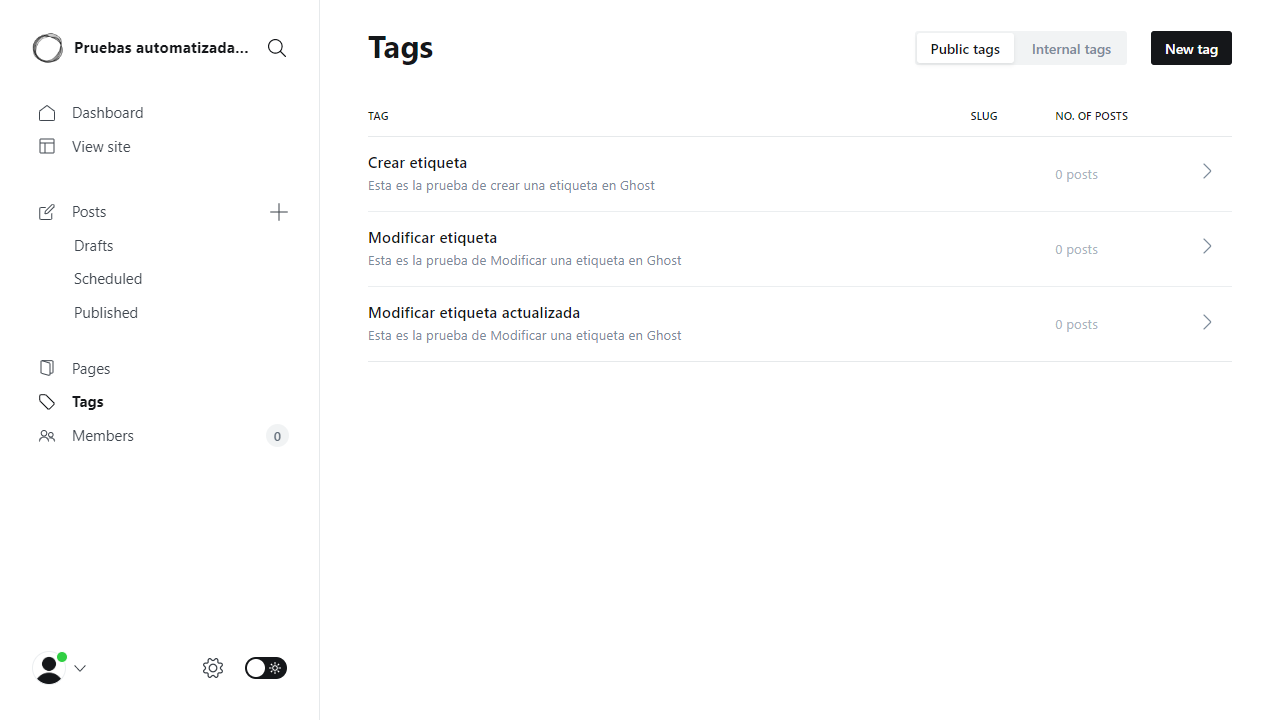 Pruebas automatizada...
Dashboard
View site
Posts
Drafts
Scheduled
Published
Pages
Tags
Members
0
Tags
Public tags
Internal tags
New tag
TAG
SLUG
NO. OF POSTS
Crear etiqueta
Esta es la prueba de crear una etiqueta en Ghost
0 posts
Modificar etiqueta
Esta es la prueba de Modificar una etiqueta en Ghost
0 posts
Modificar etiqueta actualizada
Esta es la prueba de Modificar una etiqueta en Ghost
0 posts